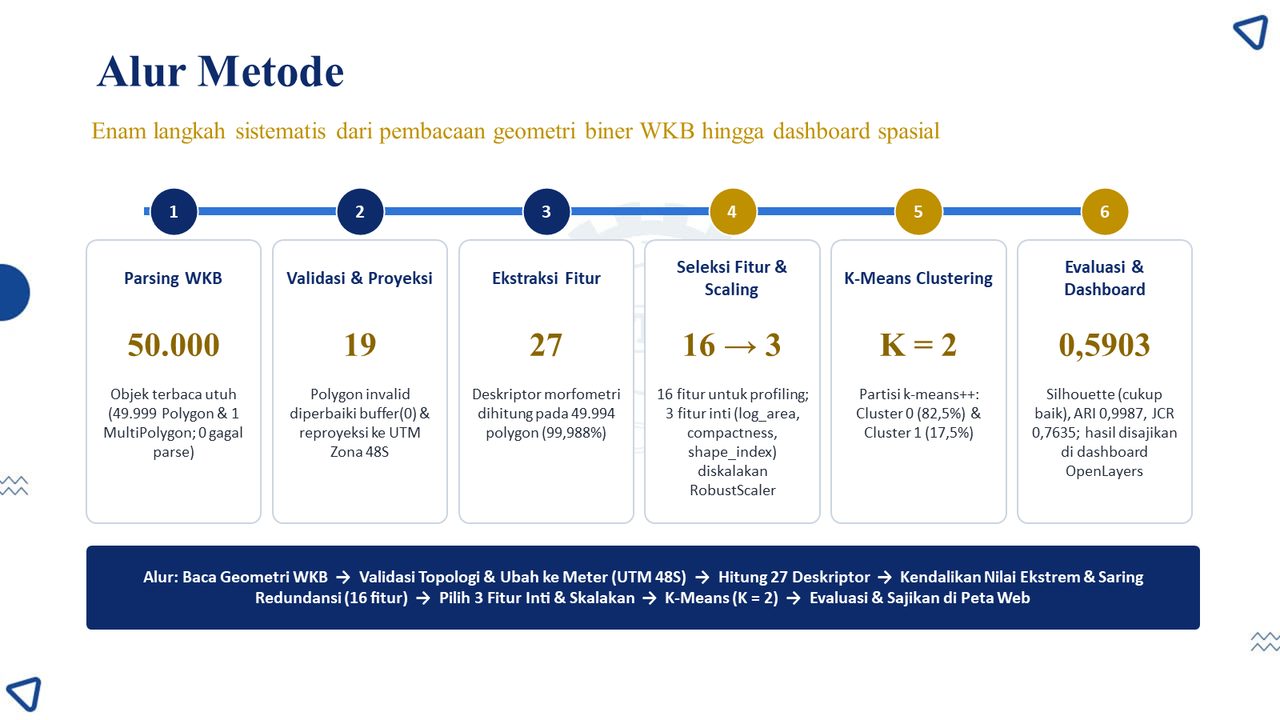 Alur Metode
Enam langkah sistematis dari pembacaan geometri biner WKB hingga dashboard spasial
1
2
3
4
5
6
Parsing WKB
50.000
Objek terbaca utuh
(49.999 Polygon & 1
MultiPolygon; 0 gagal
parse)
Validasi & Proyeksi
19
Polygon invalid
diperbaiki buffer(0) &
reproyeksi ke UTM
Zona 48S
Ekstraksi Fitur
27
Deskriptor morfometri
dihitung pada 49.994
polygon (99,988%)
Seleksi Fitur &
Scaling
16 → 3
16 fitur untuk profiling;
3 fitur inti (log_area,
compactness,
shape_index)
diskalakan
RobustScaler
K-Means Clustering
K = 2
Partisi k-means++:
Cluster 0 (82,5%) &
Cluster 1 (17,5%)
Evaluasi &
Dashboard
0,5903
Silhouette (cukup
baik), ARI 0,9987, JCR
0,7635; hasil disajikan
di dashboard
OpenLayers
Alur: Baca Geometri WKB → Validasi Topologi & Ubah ke Meter (UTM 48S) → Hitung 27 Deskriptor → Kendalikan Nilai Ekstrem & Saring
Redundansi (16 fitur) → Pilih 3 Fitur Inti & Skalakan → K-Means (K = 2) → Evaluasi & Sajikan di Peta Web